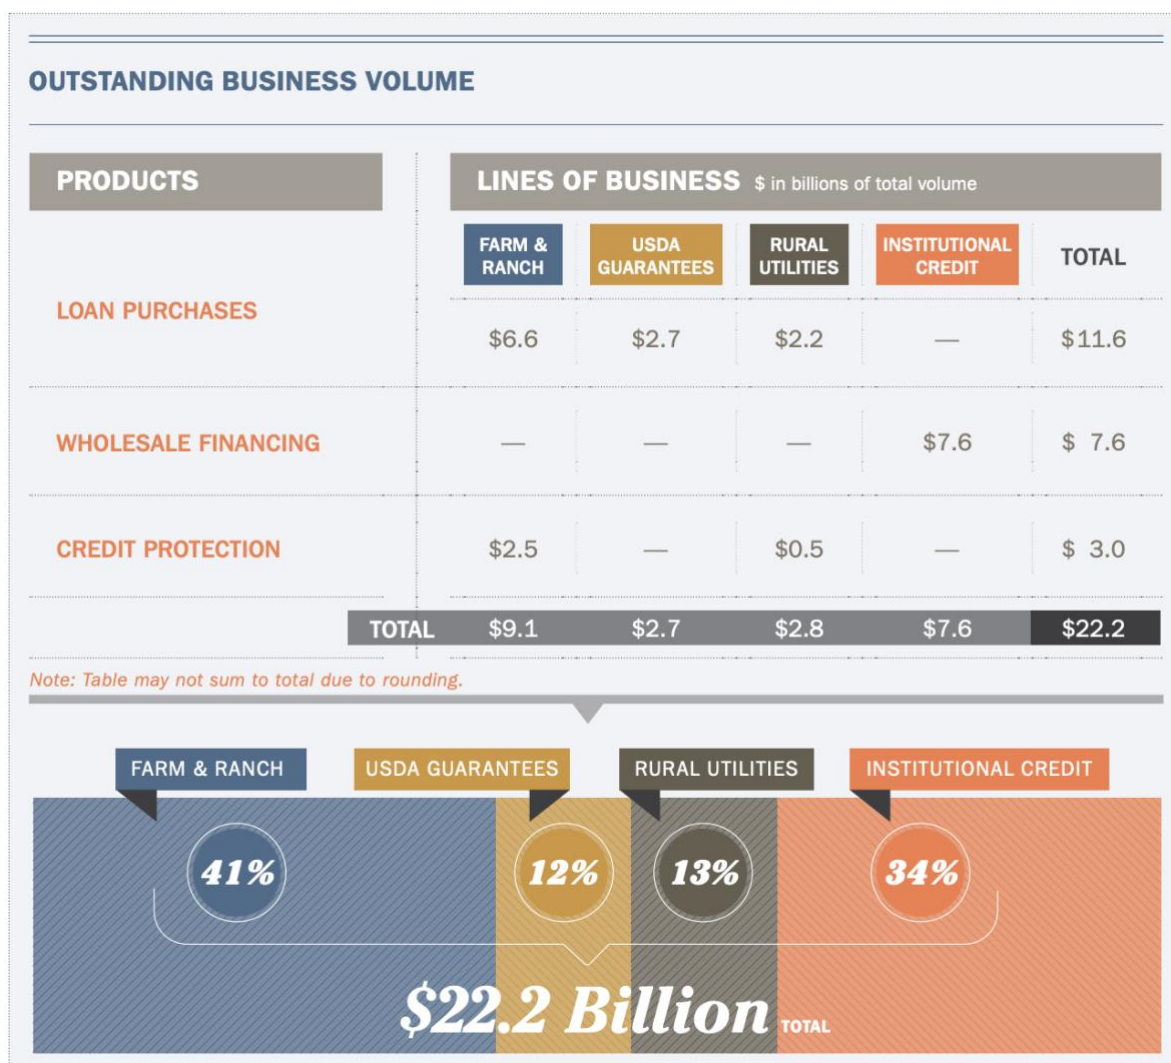 OUTSTANDING BUSINESS VOLUME
PRODUCTS
LINES OF BUSINESS $ in billions of total volume
FARM & RANCH
USDA GUARANTEES
RURAL UTILITIES
INSTITUTIONAL CREDIT
TOTAL
LOAN PURCHASES
$6.6 $2.7 $2.2 — $11.6
WHOLESALE FINANCING — — — $7.6 $ 7.6
CREDIT PROTECTION $2.5 — $0.5 — $ 3.0
TOTAL $9.1 $2.7 $2.8 $7.6 $22.2
Note: Table may not sum to total due to rounding.
FARM & RANCH USDA GUARANTEES RURAL UTILITIES INSTITUTIONAL CREDIT
41% 12% 13% 34%
$22.2 Billion TOTAL